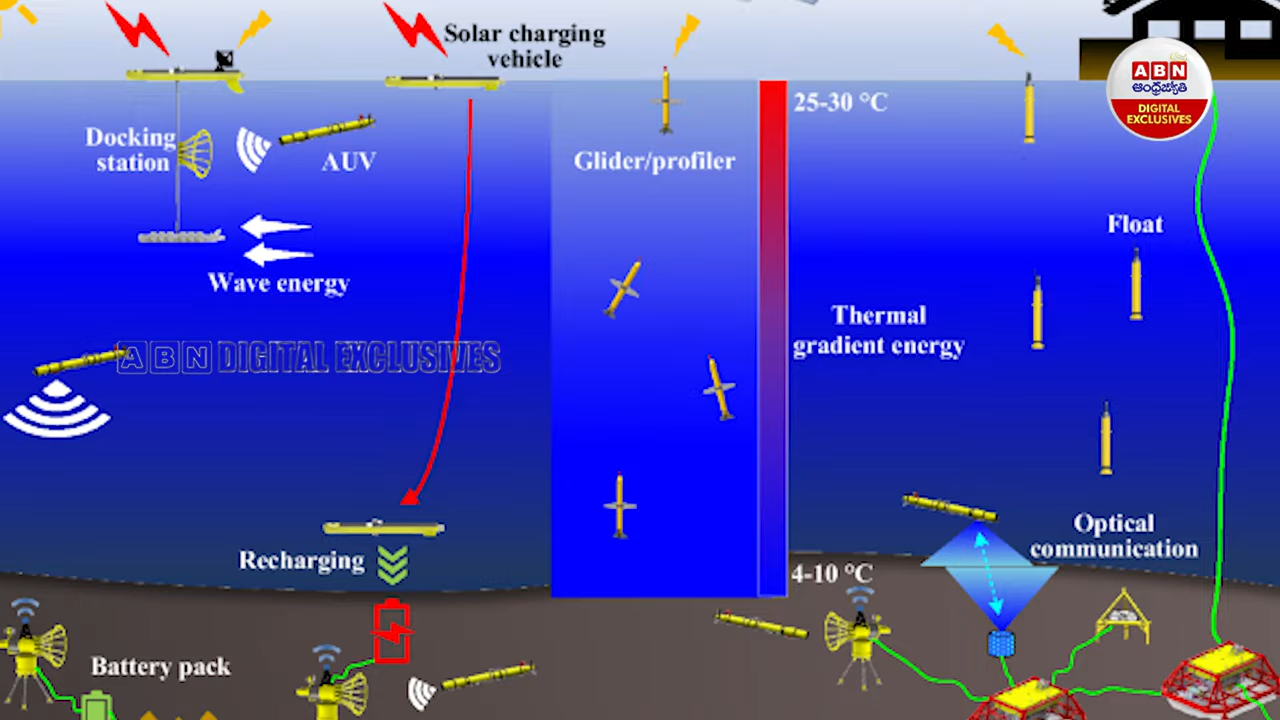 Solar charging
vehicle
Docking
station
AUV
Wave energy
Glider/profiler
25-30 °C
ABN
ఆంధ్రజ్యోతి
DIGITAL
EXCLUSIVES
Float
Thermal
gradient energy
ABN DIGITAL EXCLUSIVES
Recharging
Optical
communication
4-10 °C
Battery pack